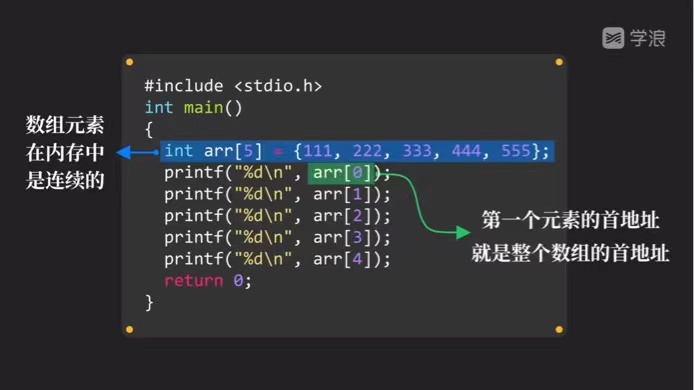 学浪
#include <stdio.h>
int main()
{
数组元素
在内存中
是连续的
int arr[5] = {111, 222, 333, 444, 555};
printf("%d\n", arr[0]);
printf("%d\n", arr[1]);
printf("%d\n", arr[2]);
printf("%d\n", arr[3]);
printf("%d\n", arr[4]);
return 0;
}
第一个元素的首地址
就是整个数组的首地址